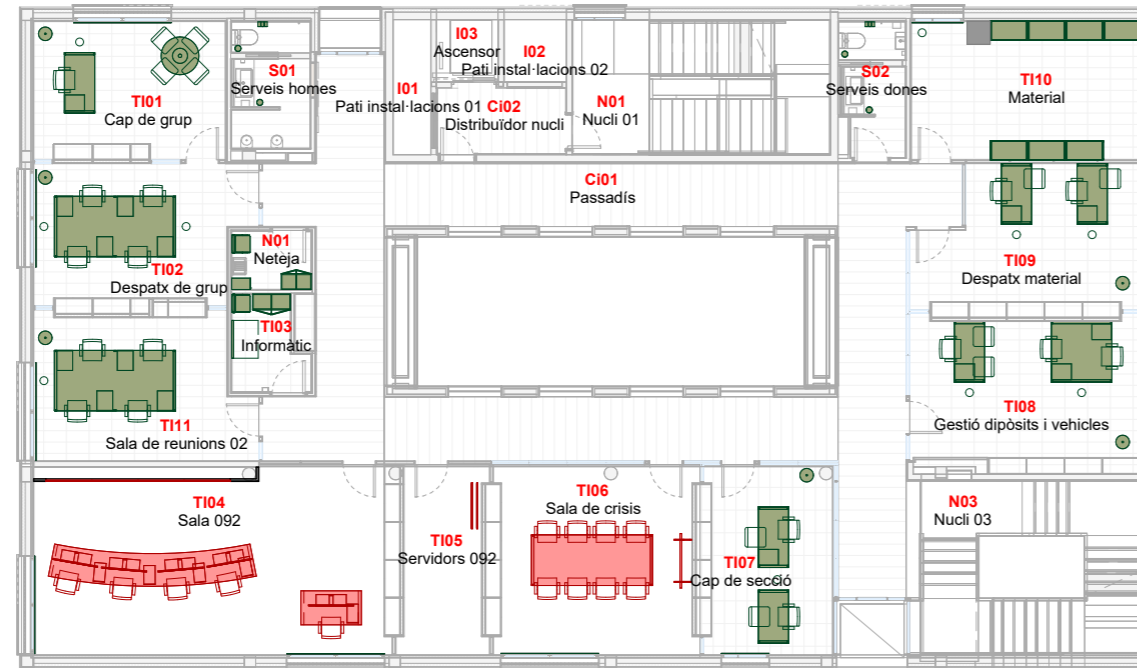 I03
Ascensor
I02
Pati instal·lacions 02
S01
Serveis homes
I01
Pati instal·lacions 01
Ci02
Distribuïdor nucli
N01
Nucli 01
S02
Serveis dones
TI10
Material
TI01
Cap de grup
Ci01
Passadís
N01
Neteja
TI02
Despatx de grup
TI09
Despatx material
TI03
Informàtic
TI11
Sala de reunions 02
TI08
Gestió dipòsits i vehicles
TI04
Sala 092
TI06
Sala de crisis
N03
Nucli 03
TI05
Servidors 092
TI07
Cap de secció